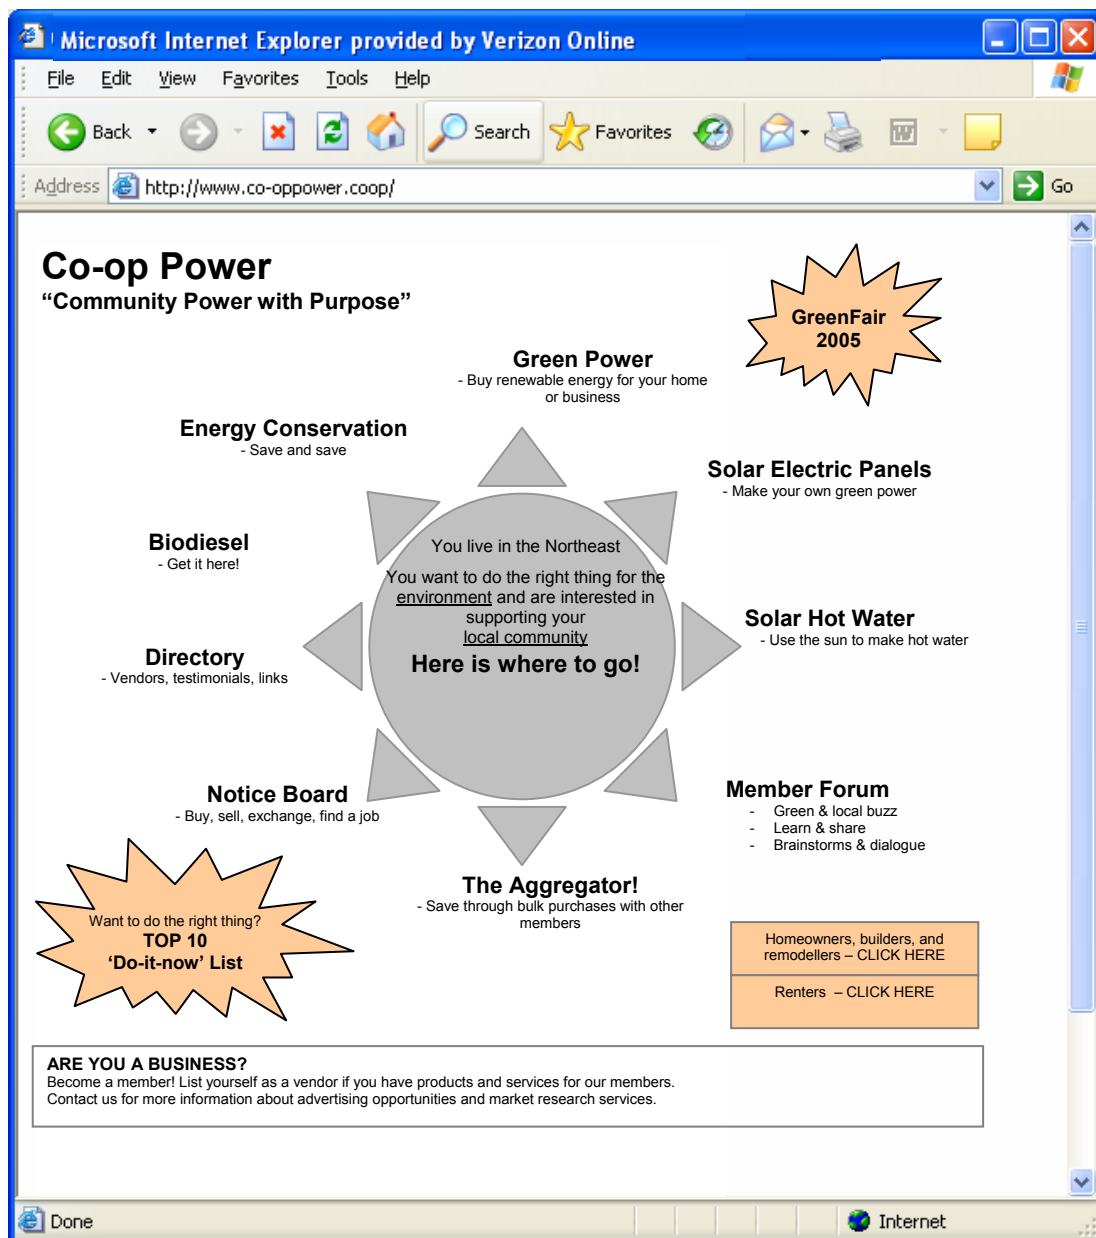 Microsoft Internet Explorer provided by Verizon Online
File Edit View Favorites Tools Help
Back Search Favorites
Address http://www.co-oppower.coop/ Go
Co-op Power
“Community Power with Purpose”
GreenFair
2005
Green Power
- Buy renewable energy for your home
or business
Energy Conservation
- Save and save
Solar Electric Panels
- Make your own green power
Biodiesel
- Get it here!
You live in the Northeast
You want to do the right thing for the
environment and are interested in
supporting your
local community
Here is where to go!
Solar Hot Water
- Use the sun to make hot water
Directory
- Vendors, testimonials, links
Notice Board
- Buy, sell, exchange, find a job
Member Forum
- Green & local buzz
- Learn & share
- Brainstorms & dialogue
The Aggregator!
- Save through bulk purchases with other
members
Want to do the right thing?
TOP 10
‘Do-it-now’ List
Homeowners, builders, and
remodellers – CLICK HERE
Renters – CLICK HERE
ARE YOU A BUSINESS?
Become a member! List yourself as a vendor if you have products and services for our members.
Contact us for more information about advertising opportunities and market research services.
Done Internet